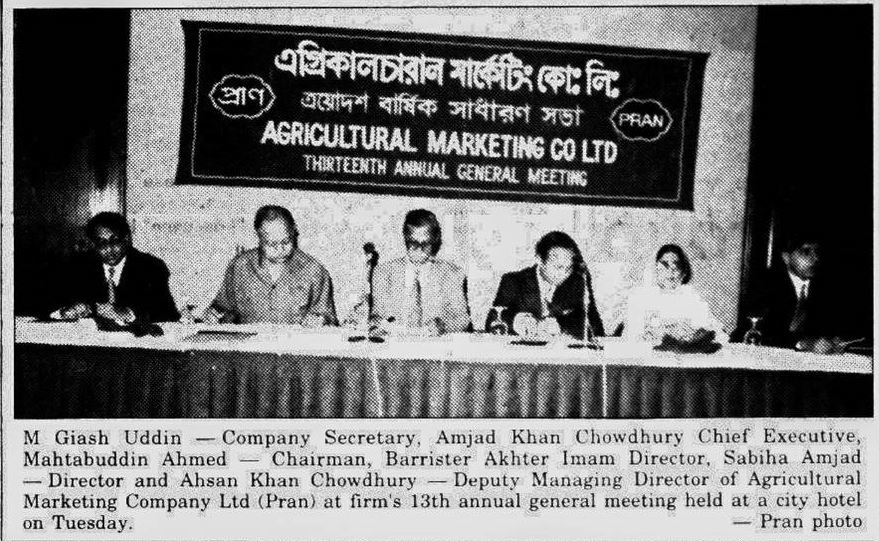 এগ্রিকালচারাল মার্কেটিং কোং লিঃ
প্রাণ
ত্রয়োদশ বার্ষিক সাধারণ সভা
PRAN
AGRICULTURAL MARKETING CO LTD
THIRTEENTH ANNUAL GENERAL MEETING
M Giash Uddin — Company Secretary, Amjad Khan Chowdhury Chief Executive,
Mahtabuddin Ahmed — Chairman, Barrister Akhter Imam Director, Sabiha Amjad
— Director and Ahsan Khan Chowdhury — Deputy Managing Director of Agricultural
Marketing Company Ltd (Pran) at firm's 13th annual general meeting held at a city hotel
on Tuesday. — Pran photo